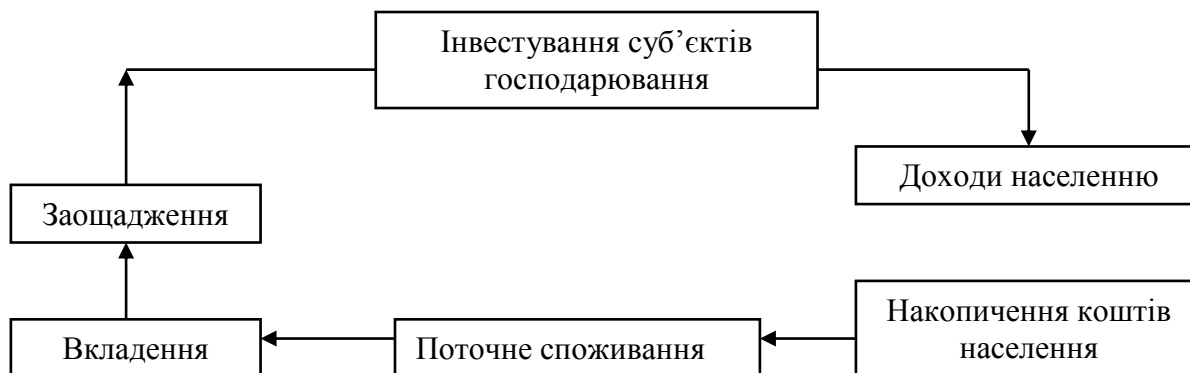 Інвестування суб’єктів
господарювання
Доходи населенню
Заощадження
Накопичення коштів
населення
Вкладення
Поточне споживання